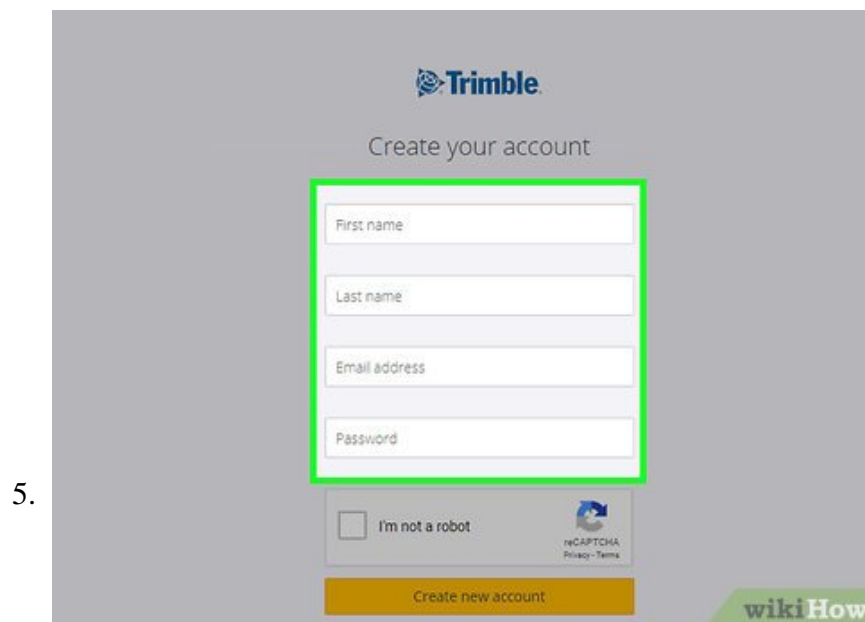 Trimble.
Create your account
First name
Last name
Email address
Password
5.
I'm not a robot
reCAPTCHA
Privacy - Terms
Create new account
wikiHow